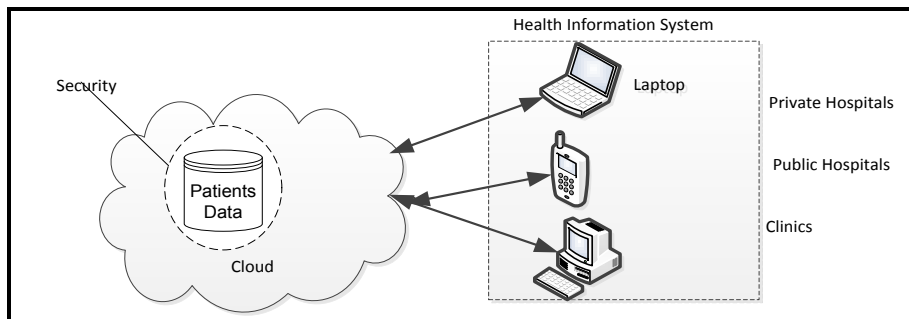 Health Information System
Security
Laptop
Private Hospitals
Public Hospitals
Patients
Data
Clinics
Cloud